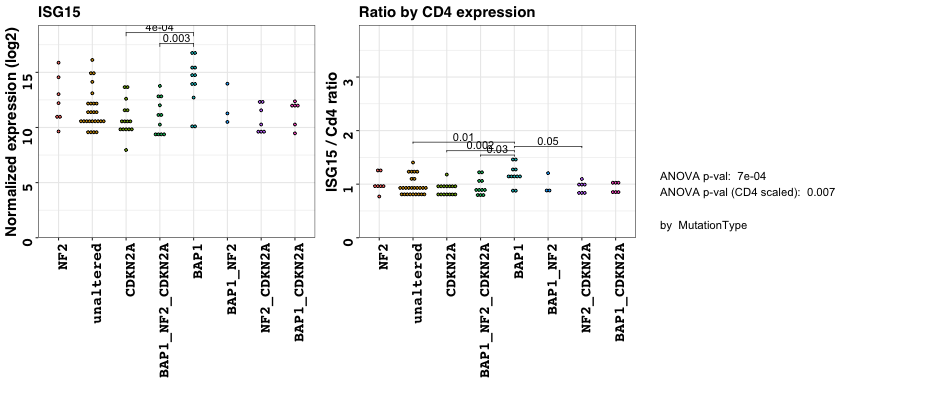 ISG15
Normalized expression (log2)
0
5
10
15
4e-04
0.003
NF2
unaltered
CDKN2A
BAP1_NF2_CDKN2A
BAP1
BAP1_NF2
NF2_CDKN2A
BAP1_CDKN2A
Ratio by CD4 expression
ISG15 / Cd4 ratio
0
1
2
3
0.01
0.002
0.03
0.05
NF2
unaltered
CDKN2A
BAP1_NF2_CDKN2A
BAP1
BAP1_NF2
NF2_CDKN2A
BAP1_CDKN2A
ANOVA p-val: 7e-04
ANOVA p-val (CD4 scaled): 0.007
by MutationType